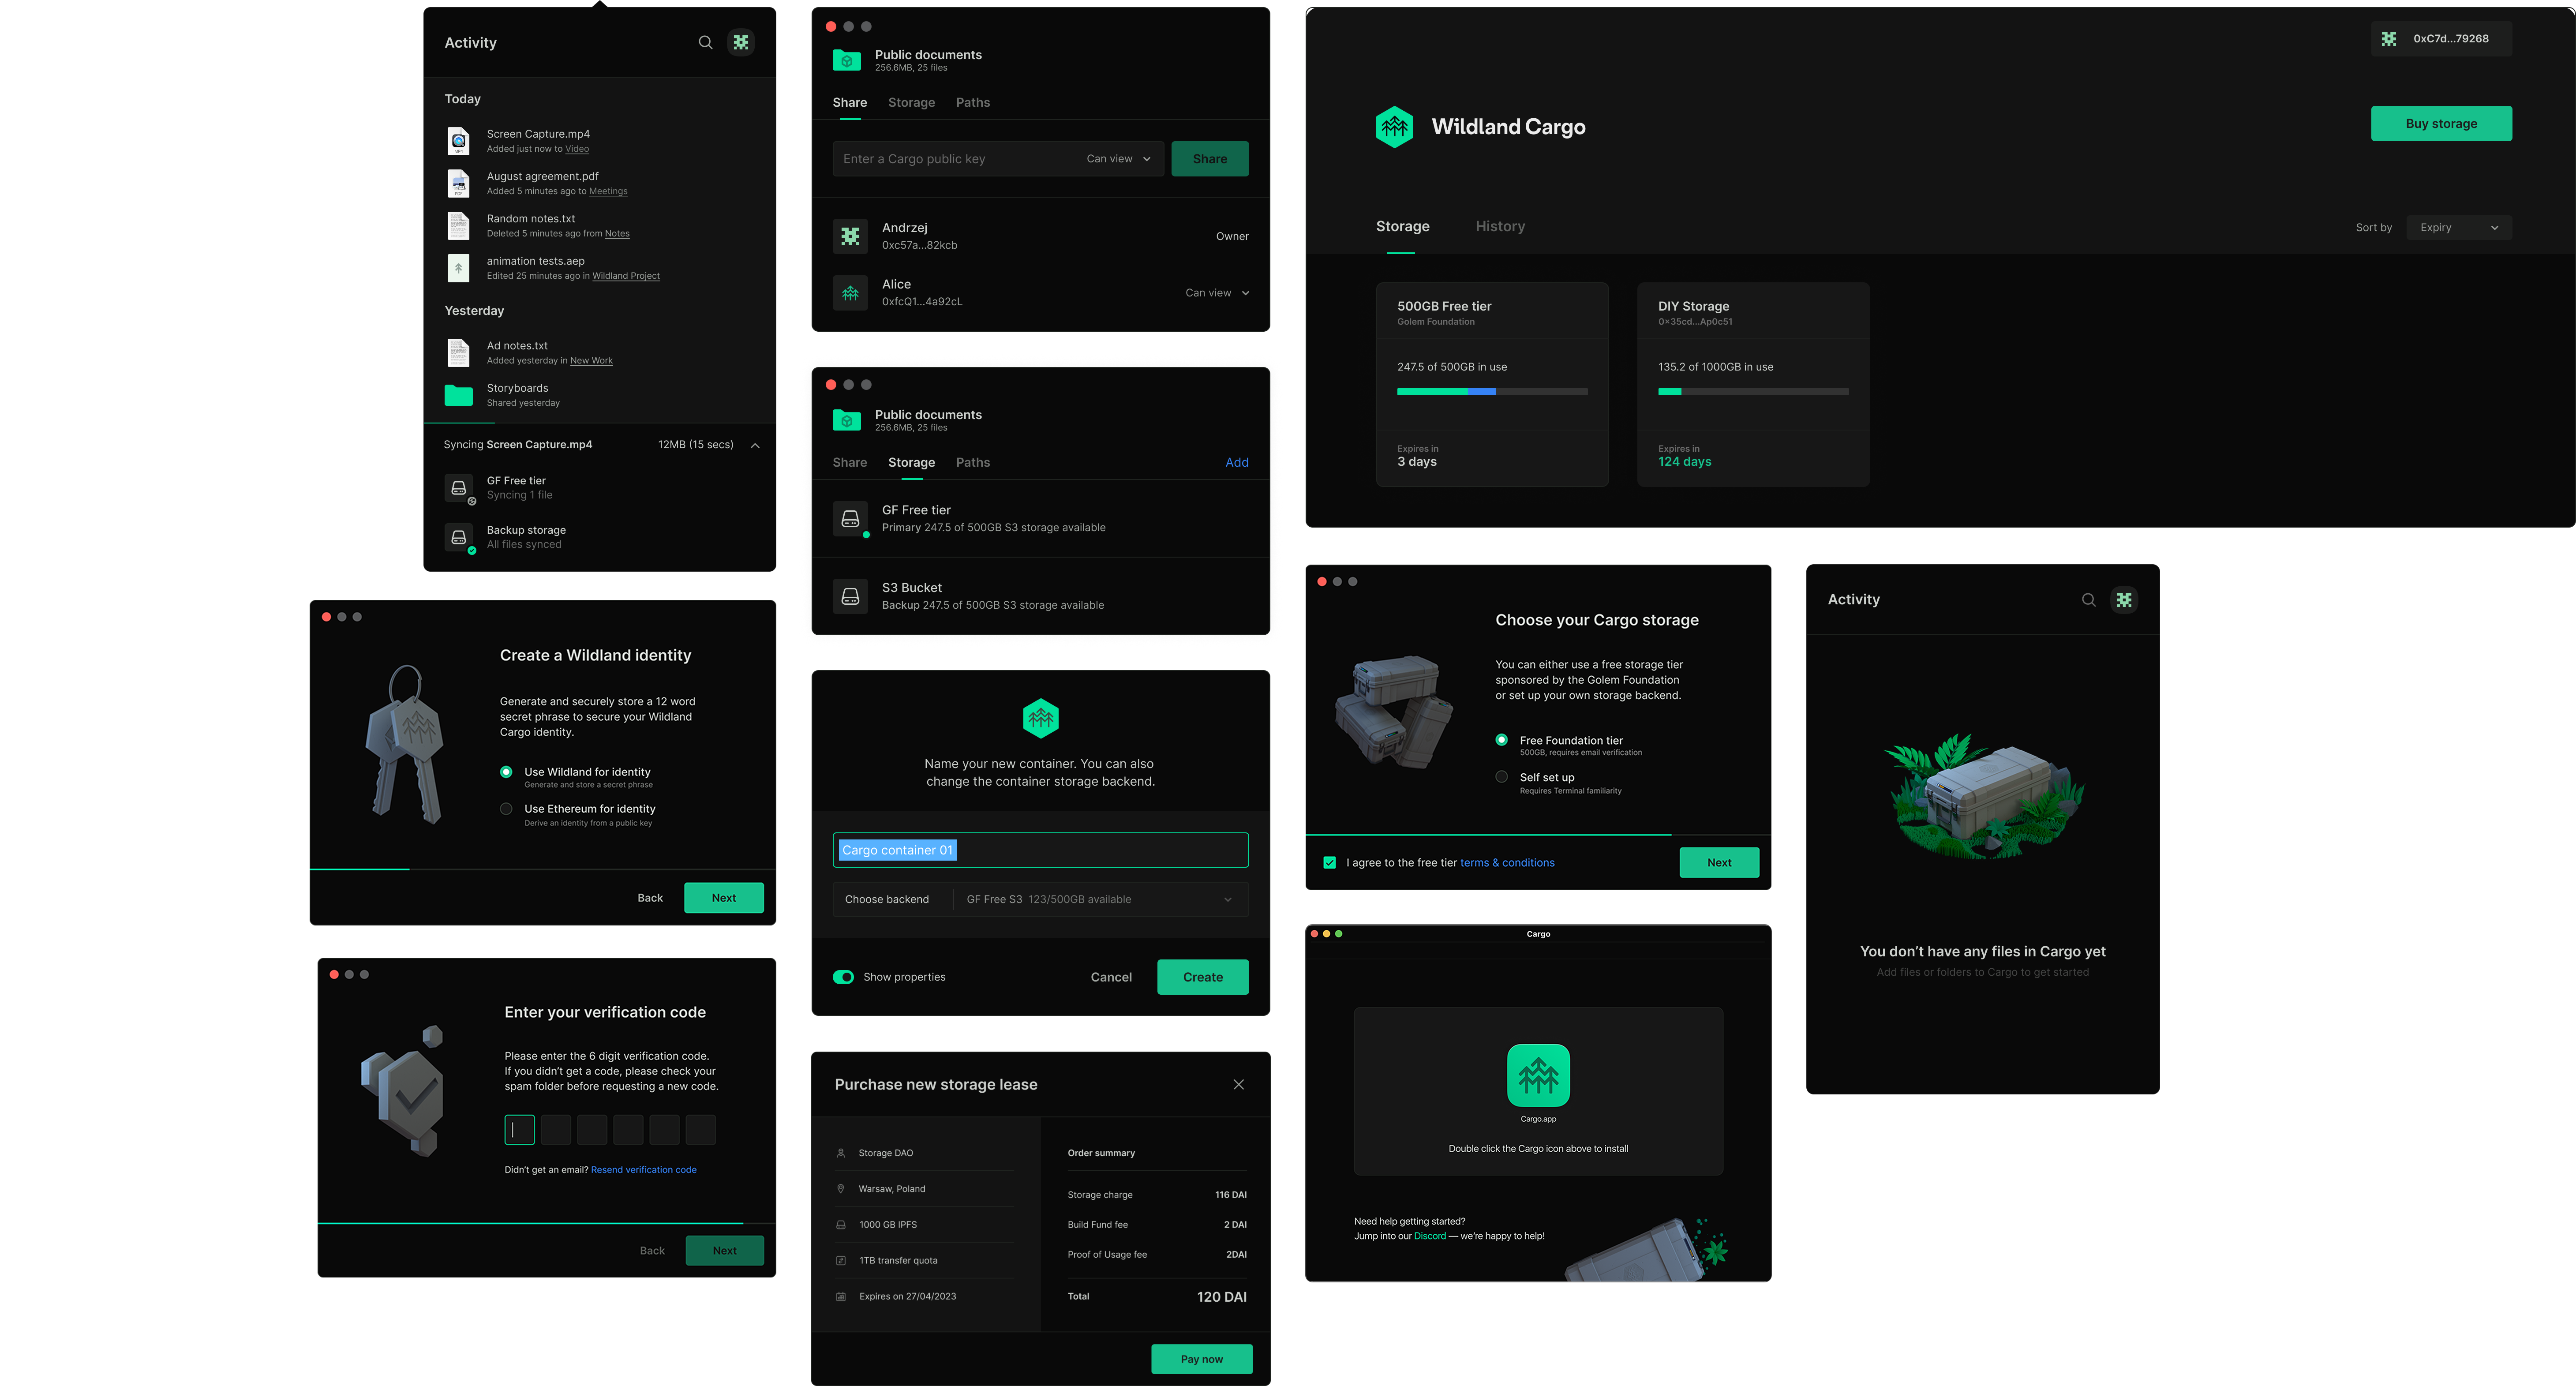 Activity
Today
Screen Capture.mp4
Added just now to Video
MP4
August agreement.pdf
Added 5 minutes ago to Meetings
PDF
Random notes.txt
Deleted 5 minutes ago from Notes
animation tests.aep
Edited 25 minutes ago in Wildland Project
Yesterday
Ad notes.txt
Added yesterday in New Work
Storyboards
Shared yesterday
Syncing Screen Capture.mp4 12MB (15 secs)
GF Free tier
Syncing 1 file
Backup storage
All files synced
Create a Wildland identity
Generate and securely store a 12 word
secret phrase to secure your Wildland
Cargo identity.
Use Wildland for identity
Generate and store a secret phrase
Use Ethereum for identity
Derive an identity from a public key
Back Next
Enter your verification code
Please enter the 6 digit verification code.
If you didn't get a code, please check your
spam folder before requesting a new code.
Didn't get an email? Resend verification code
Back Next
Public documents
256.6MB, 25 files
Share Storage Paths
Enter a Cargo public key Can view Share
Andrzej
0xc57a...82kcb
Owner
Alice
0xfcQ1...4a92cL
Can view
Public documents
256.6MB, 25 files
Share Storage Paths Add
GF Free tier
Primary 247.5 of 500GB S3 storage available
S3 Bucket
Backup 247.5 of 500GB S3 storage available
Name your new container. You can also
change the container storage backend.
Cargo container 01
Choose backend GF Free S3 123/500GB available
Show properties Cancel Create
Purchase new storage lease
Storage DAO
Warsaw, Poland
1000 GB IPFS
1TB transfer quota
Expires on 27/04/2023
Order summary
Storage charge 116 DAI
Build Fund fee 2 DAI
Proof of Usage fee 2DAI
Total 120 DAI
Pay now
0xC7d...79268
Wildland Cargo
Buy storage
Storage History
Sort by Expiry
500GB Free tier
Golem Foundation
247.5 of 500GB in use
Expires in
3 days
DIY Storage
0x35cd...Ap0c51
135.2 of 1000GB in use
Expires in
124 days
Choose your Cargo storage
You can either use a free storage tier
sponsored by the Golem Foundation
or set up your own storage backend.
Free Foundation tier
500GB, requires email verification
Self set up
Requires Terminal familiarity
I agree to the free tier terms & conditions
Next
Cargo
Cargo.app
Double click the Cargo icon above to install
Need help getting started?
Jump into our Discord — we're happy to help!
Activity
You don't have any files in Cargo yet
Add files or folders to Cargo to get started